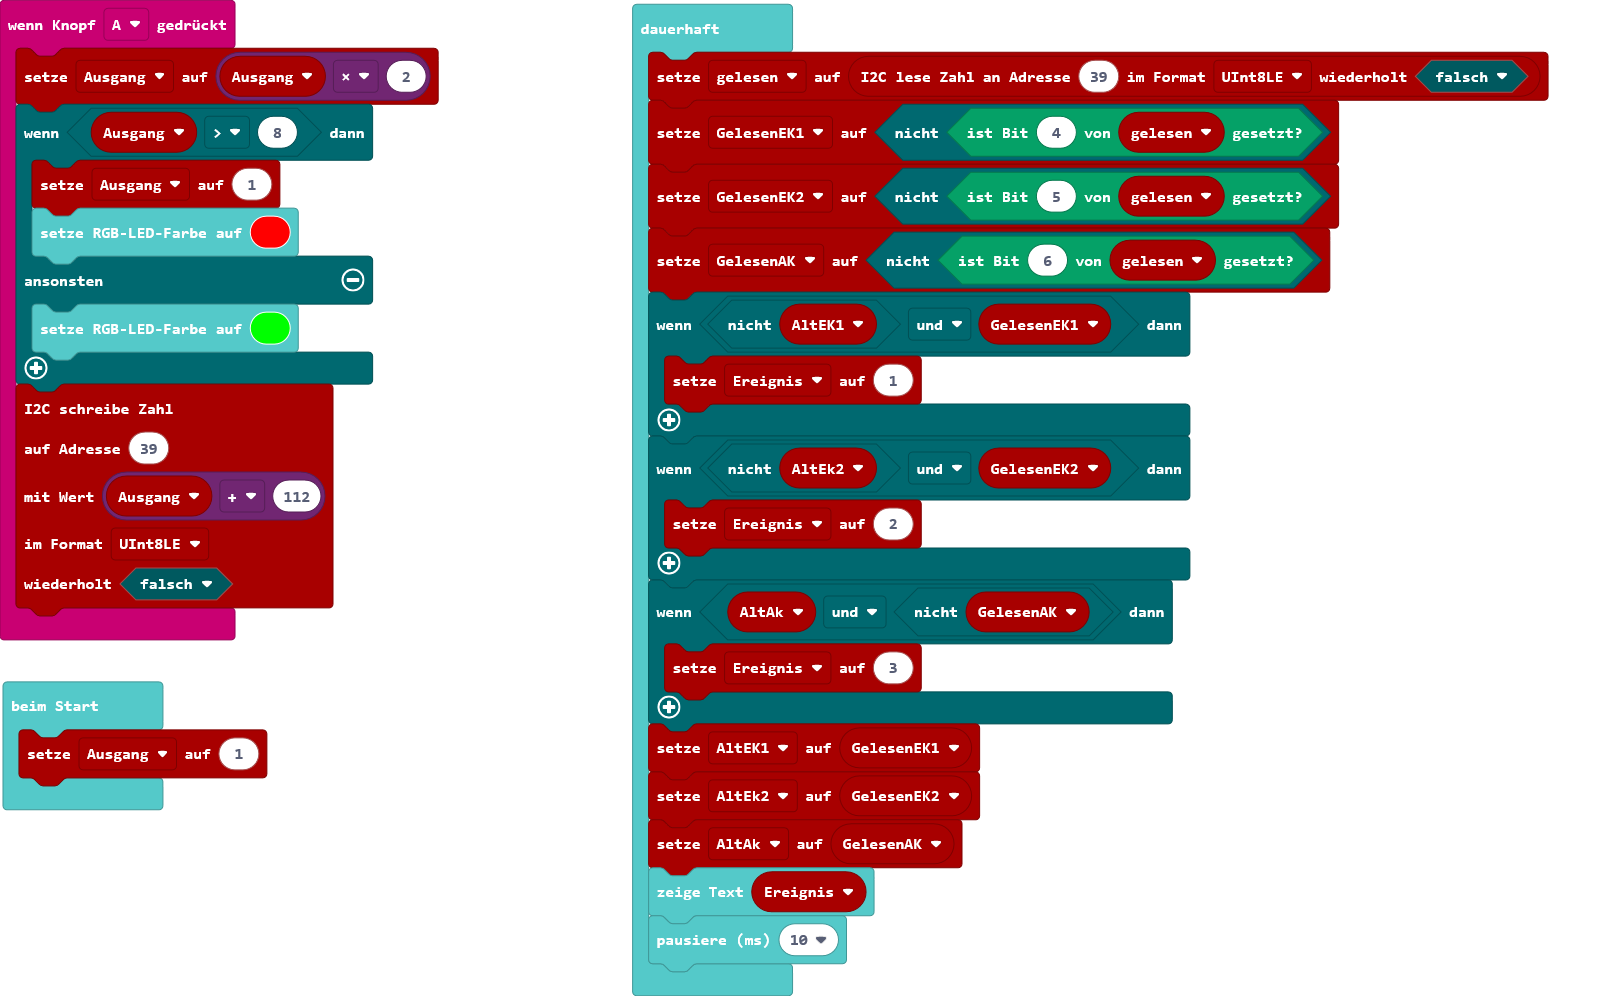 wenn Knopf A gedrückt
setze Ausgang auf Ausgang × 2
wenn Ausgang > 8 dann
setze Ausgang auf 1
setze RGB-LED-Farbe auf
ansonsten
setze RGB-LED-Farbe auf
I2C schreibe Zahl
auf Adresse 39
mit Wert Ausgang + 112
im Format UInt8LE
wiederholt falsch
beim Start
setze Ausgang auf 1
dauerhaft
setze gelesen auf I2C lese Zahl an Adresse 39 im Format UInt8LE wiederholt falsch
setze GelesenEK1 auf nicht ist Bit 4 von gelesen gesetzt?
setze GelesenEK2 auf nicht ist Bit 5 von gelesen gesetzt?
setze GelesenAK auf nicht ist Bit 6 von gelesen gesetzt?
wenn nicht AltEK1 und GelesenEK1 dann
setze Ereignis auf 1
wenn nicht AltEk2 und GelesenEK2 dann
setze Ereignis auf 2
wenn AltAk und nicht GelesenAK dann
setze Ereignis auf 3
setze AltEK1 auf GelesenEK1
setze AltEk2 auf GelesenEK2
setze AltAk auf GelesenAK
zeige Text Ereignis
pausiere (ms) 10